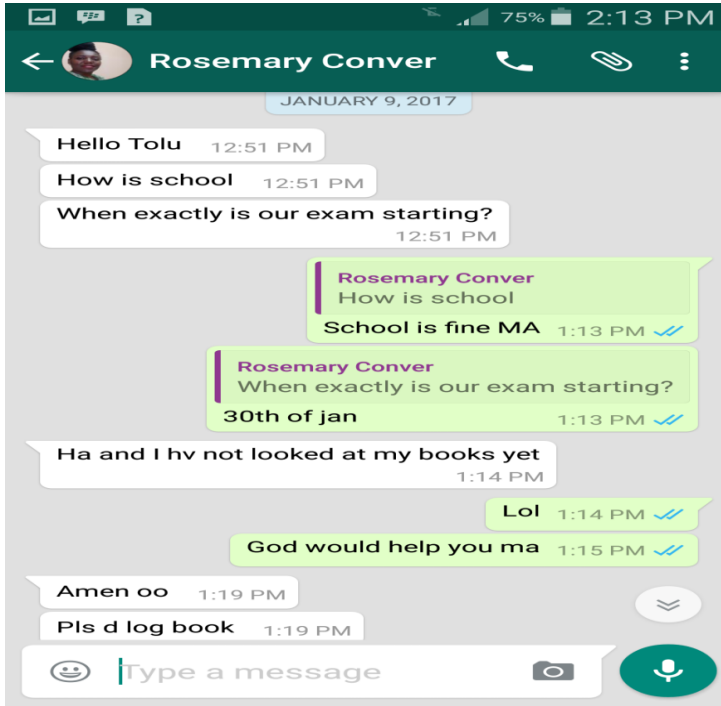 75% 2:13 PM
Rosemary Conver
JANUARY 9, 2017
Hello Tolu 12:51 PM
How is school 12:51 PM
When exactly is our exam starting?
12:51 PM
Rosemary Conver
How is school
School is fine MA 1:13 PM
Rosemary Conver
When exactly is our exam starting?
30th of jan 1:13 PM
Ha and I hv not looked at my books yet
1:14 PM
Lol 1:14 PM
God would help you ma 1:15 PM
Amen oo 1:19 PM
Pls d log book 1:19 PM
Type a message